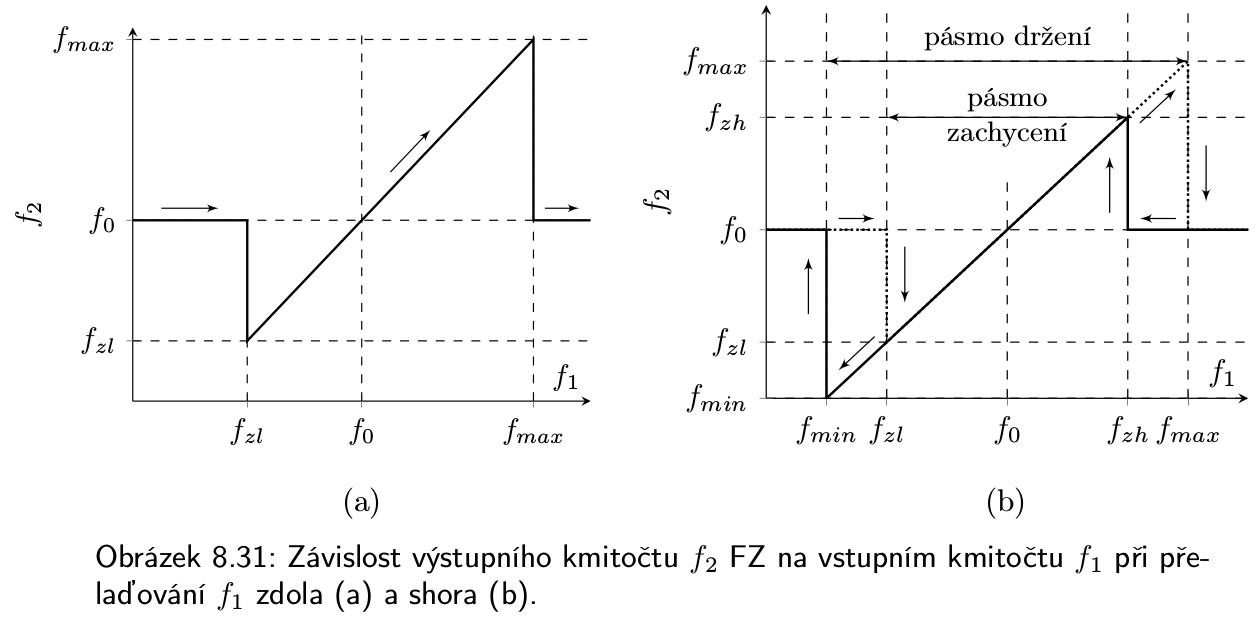 f_max
f_2
f_0
f_zl
f_1
f_zl f_0 f_max
(a)
pásmo držení
f_max
pásmo
zachycení
f_zh
f_2
f_0
f_zl
f_1
f_min
f_min f_zl f_0 f_zh f_max
(b)
Obrázek 8.31: Závislost výstupního kmitočtu f_2 FZ na vstupním kmitočtu f_1 při pře-
laďování f_1 zdola (a) a shora (b).